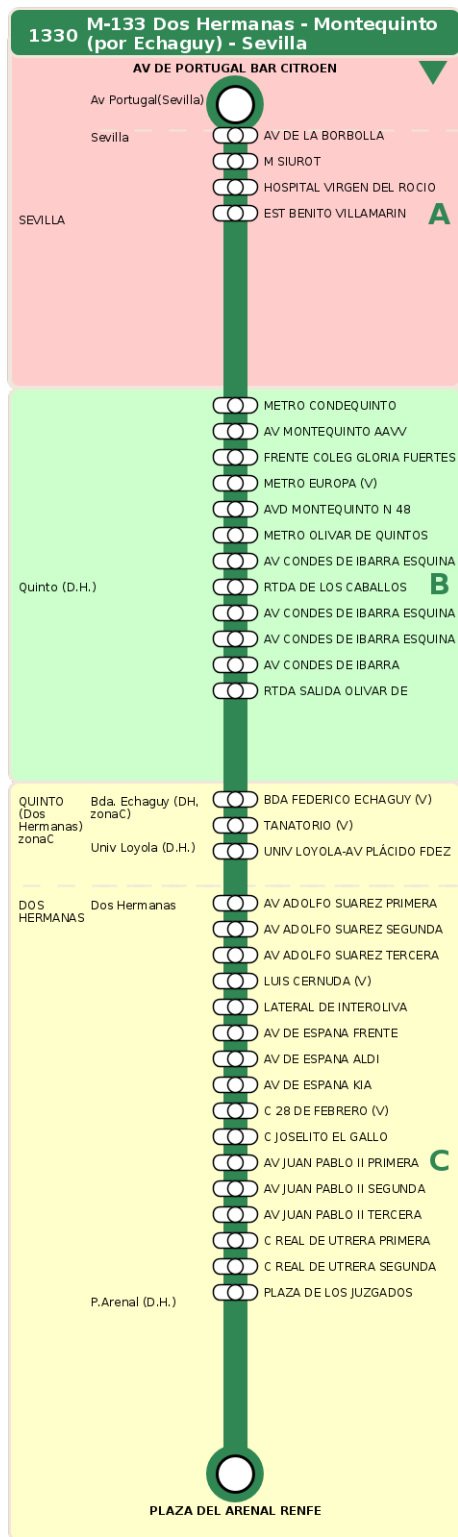 1330 M-133 Dos Hermanas - Montequinto
(por Echaguy) - Sevilla
AV DE PORTUGAL BAR CITROEN
Av Portugal(Sevilla)
Sevilla
AV DE LA BORBOLLA
M SIUROT
HOSPITAL VIRGEN DEL ROCIO
EST BENITO VILLAMARIN
A
SEVILLA
METRO CONDEQUINTO
AV MONTEQUINTO AAVV
FRENTE COLEG GLORIA FUERTES
METRO EUROPA (V)
AVD MONTEQUINTO N 48
METRO OLIVAR DE QUINTOS
AV CONDES DE IBARRA ESQUINA
Quinto (D.H.)
RTDA DE LOS CABALLOS
B
AV CONDES DE IBARRA ESQUINA
AV CONDES DE IBARRA ESQUINA
AV CONDES DE IBARRA
RTDA SALIDA OLIVAR DE
QUINTO
(Dos
Hermanas)
zonaC
Bda. Echaguy (DH,
zonaC)
BDA FEDERICO ECHAGUY (V)
TANATORIO (V)
Univ Loyola (D.H.)
UNIV LOYOLA-AV PLÁCIDO FDEZ
DOS
HERMANAS
Dos Hermanas
AV ADOLFO SUAREZ PRIMERA
AV ADOLFO SUAREZ SEGUNDA
AV ADOLFO SUAREZ TERCERA
LUIS CERNUDA (V)
LATERAL DE INTEROLIVA
AV DE ESPANA FRENTE
AV DE ESPANA ALDI
AV DE ESPANA KIA
C 28 DE FEBRERO (V)
C JOSELITO EL GALLO
AV JUAN PABLO II PRIMERA
C
AV JUAN PABLO II SEGUNDA
AV JUAN PABLO II TERCERA
C REAL DE UTRERA PRIMERA
C REAL DE UTRERA SEGUNDA
PLAZA DE LOS JUZGADOS
P.Arenal (D.H.)
PLAZA DEL ARENAL RENFE